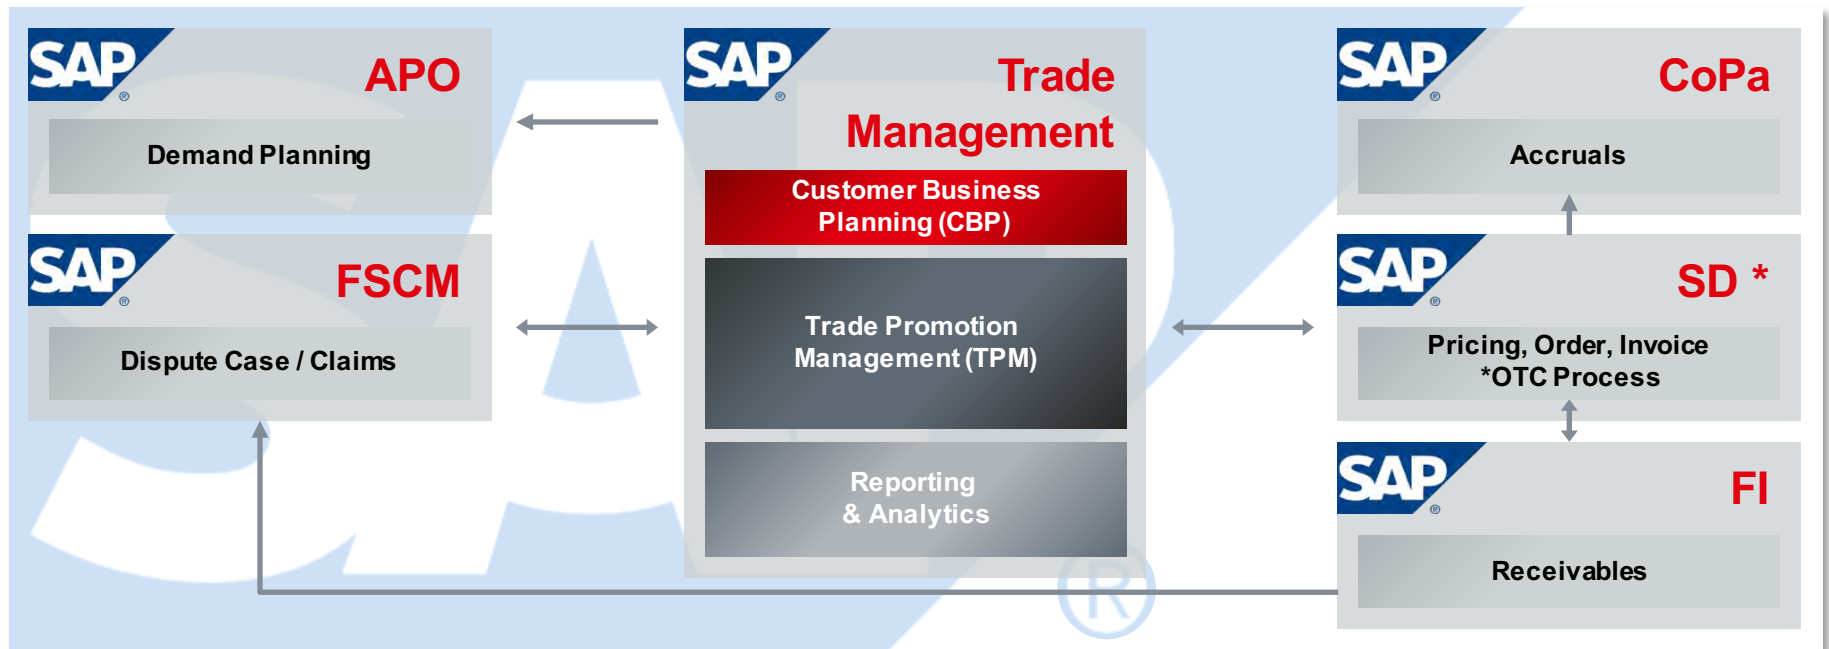 SAP®
APO
Demand Planning
SAP®
FSCM
Dispute Case / Claims
SAP®
Trade
Management
Customer Business
Planning (CBP)
Trade Promotion
Management (TPM)
Reporting
& Analytics
SAP®
CoPa
Accruals
SAP®
SD *
Pricing, Order, Invoice
*OTC Process
SAP®
FI
Receivables
SAP®